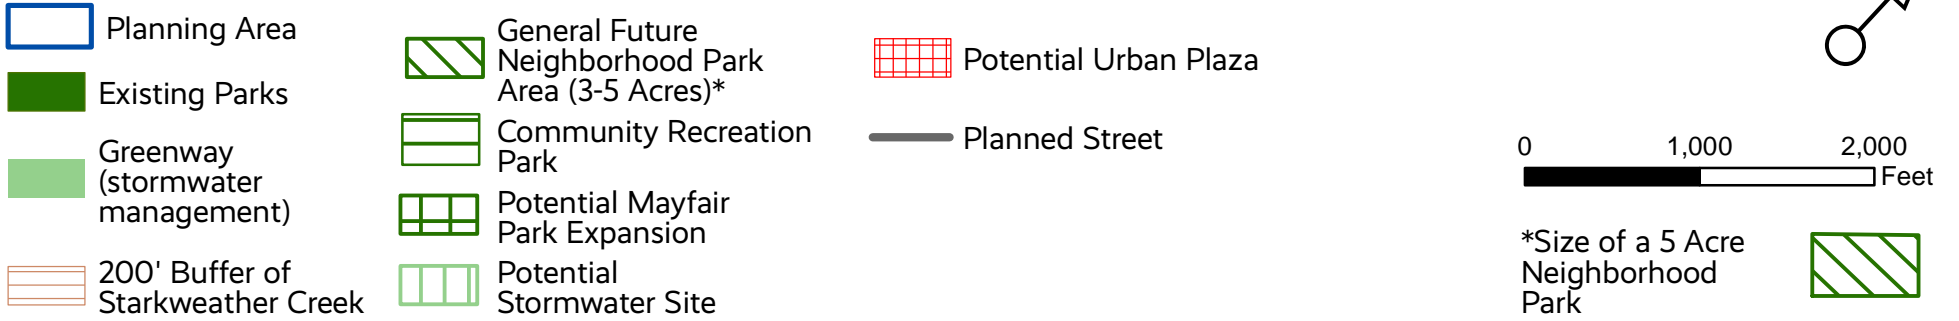 Planning Area
Existing Parks
Greenway
(stormwater
management)
200' Buffer of
Starkweather Creek
General Future
Neighborhood Park
Area (3-5 Acres)*
Community Recreation
Park
Potential Mayfair
Park Expansion
Potential
Stormwater Site
Potential Urban Plaza
Planned Street
0 1,000 2,000
Feet
*Size of a 5 Acre
Neighborhood
Park